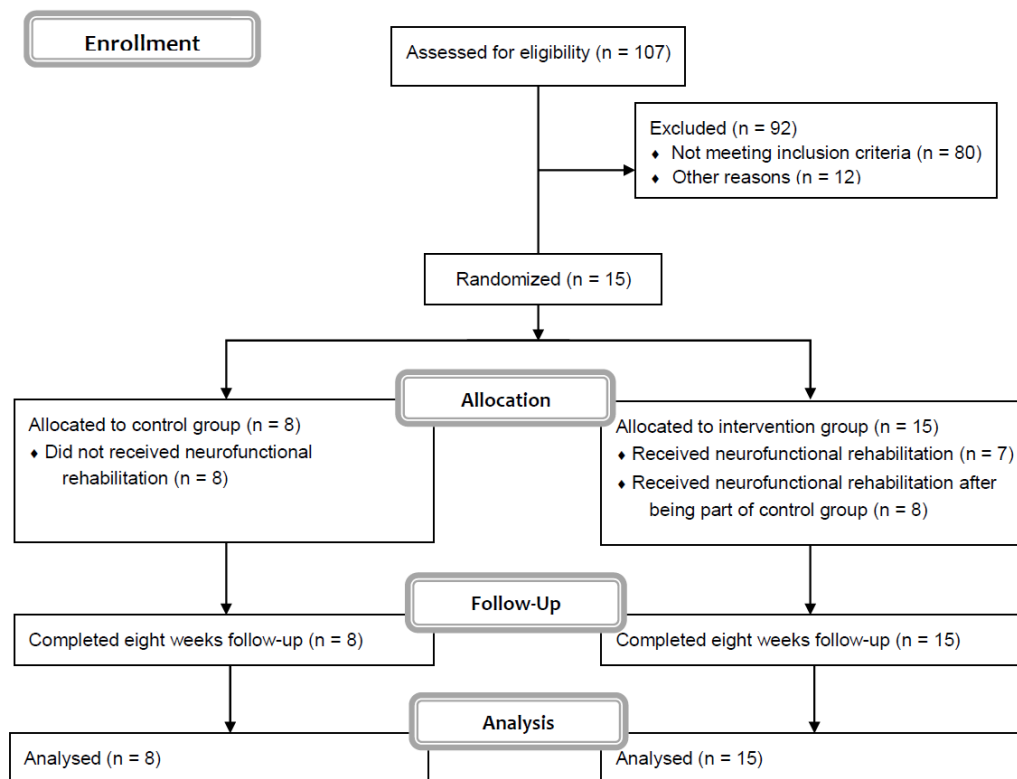 Enrollment
Assessed for eligibility (n = 107)
Excluded (n = 92)
♦ Not meeting inclusion criteria (n = 80)
♦ Other reasons (n = 12)
Randomized (n = 15)
Allocation
Allocated to control group (n = 8)
♦ Did not received neurofunctional
rehabilitation (n = 8)
Allocated to intervention group (n = 15)
♦ Received neurofunctional rehabilitation (n = 7)
♦ Received neurofunctional rehabilitation after
being part of control group (n = 8)
Follow-Up
Completed eight weeks follow-up (n = 8)
Completed eight weeks follow-up (n = 15)
Analysis
Analysed (n = 8)
Analysed (n = 15)